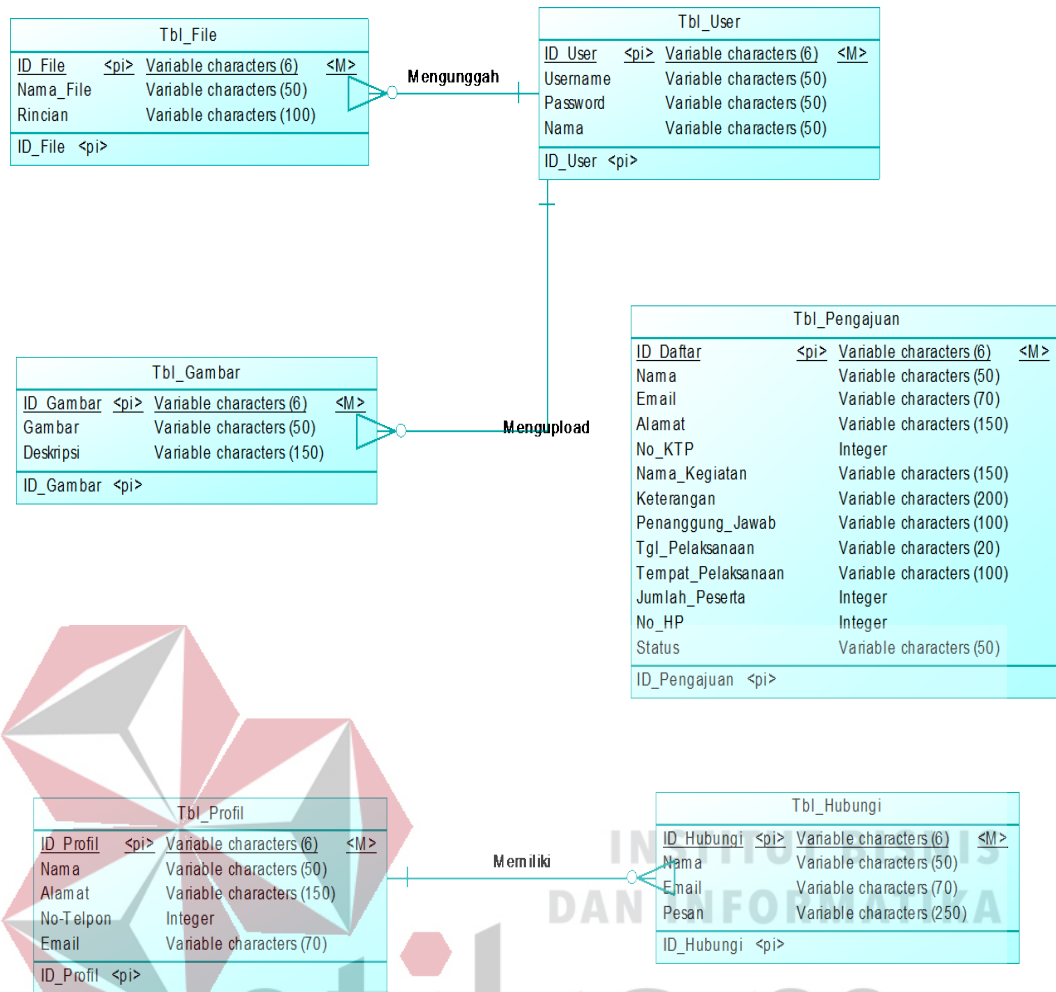 Tbl_File
ID_File <pi> Variable characters (6) <M>
Nama_File Variable characters (50)
Rincian Variable characters (100)
ID_File <pi>
Mengunggah
Tbl_User
ID_User <pi> Variable characters (6) <M>
Username Variable characters (50)
Password Variable characters (50)
Nama Variable characters (50)
ID_User <pi>
Tbl_Gambar
ID_Gambar <pi> Variable characters (6) <M>
Gambar Variable characters (50)
Deskripsi Variable characters (150)
ID_Gambar <pi>
Mengupload
Tbl_Pengajuan
ID_Daftar <pi> Variable characters (6) <M>
Nama Variable characters (50)
Email Variable characters (70)
Alamat Variable characters (150)
No_KTP Integer
Nama_Kegiatan Variable characters (150)
Keterangan Variable characters (200)
Penanggung_Jawab Variable characters (100)
Tgl_Pelaksanaan Variable characters (20)
Tempat_Pelaksanaan Variable characters (100)
Jumlah_Peserta Integer
No_HP Integer
Status Variable characters (50)
ID_Pengajuan <pi>
Tbl_Profil
ID_Profil <pi> Variable characters (6) <M>
Nama Variable characters (50)
Alamat Variable characters (150)
No-Telpon Integer
Email Variable characters (70)
ID_Profil <pi>
Memiliki
Tbl_Hubungi
ID_Hubungi <pi> Variable characters (6) <M>
Nama Variable characters (50)
Email Variable characters (70)
Pesan Variable characters (250)
ID_Hubungi <pi>
INSTITUT BISNIS
DAN INFORMATIKA